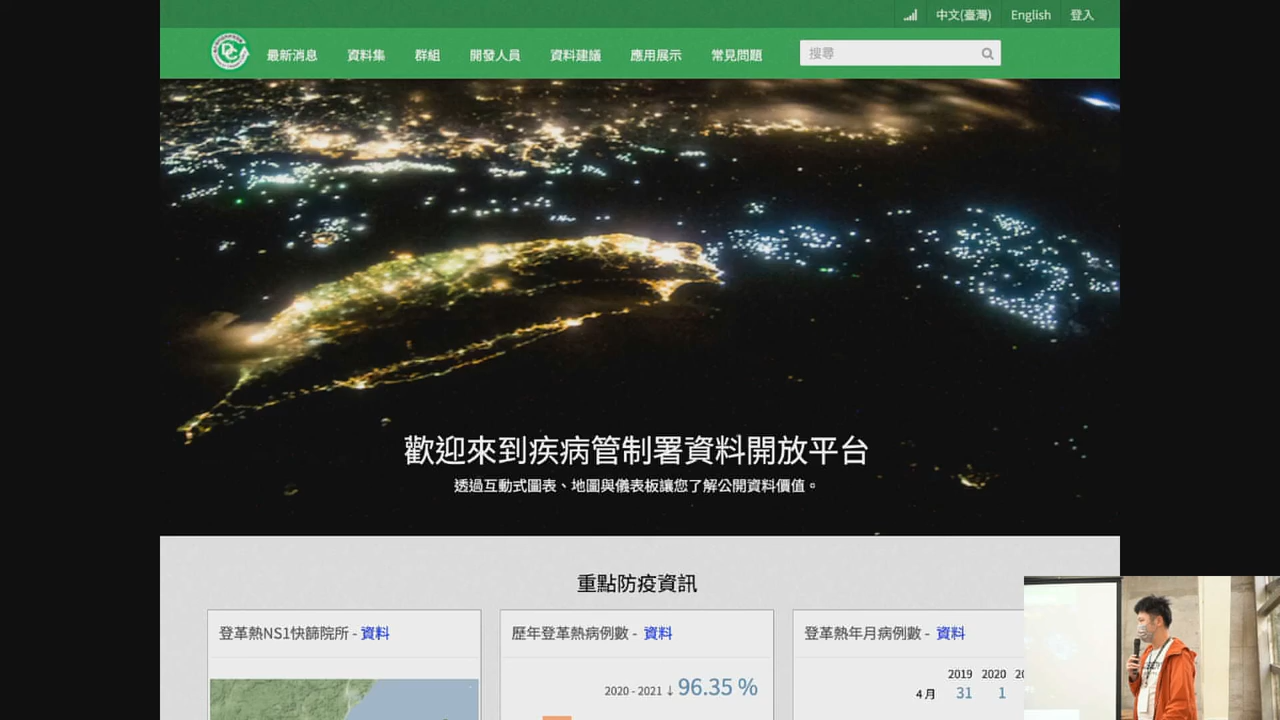 中文(臺灣) English 登入
最新消息 資料集 群組 開發人員 資料建議 應用展示 常見問題 搜尋
歡迎來到疾病管制署資料開放平台
透過互動式圖表、地圖與儀表板讓您了解公開資料價值。
重點防疫資訊
登革熱NS1快篩院所 - 資料
歷年登革熱病例數 - 資料
2020 - 2021 ↓ 96.35 %
登革熱年月病例數 - 資料
2019 2020
4 月 31 1